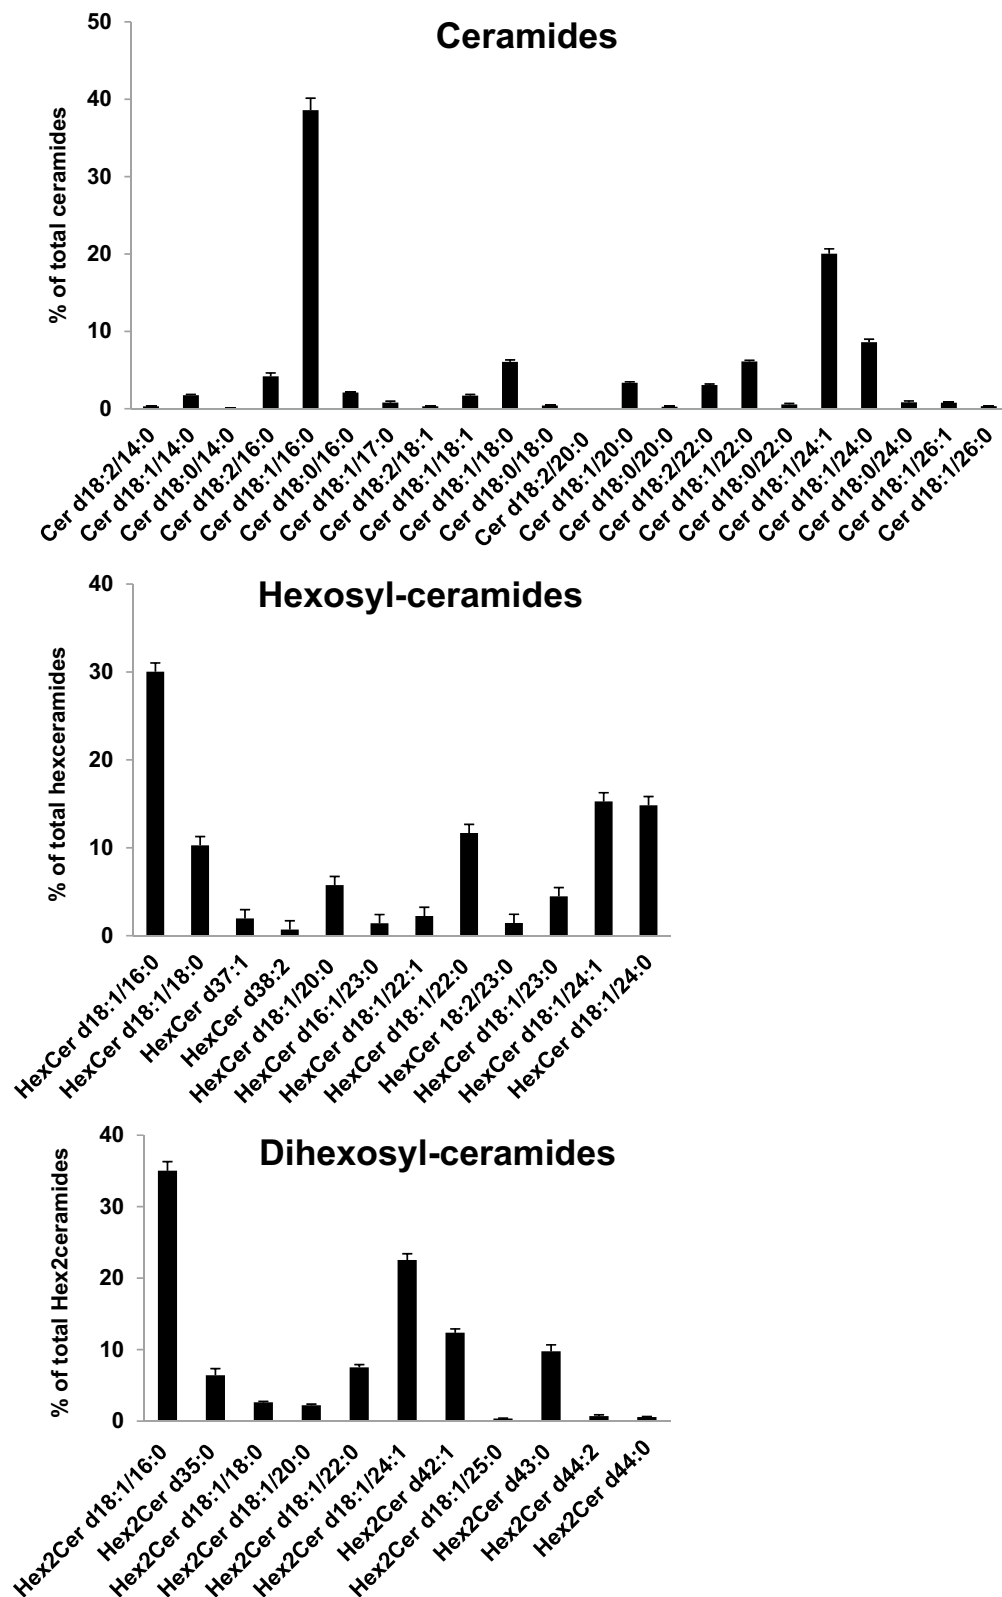 Ceramides
% of total ceramides
50
40
30
20
10
0
Cer d18:2/14:0
Cer d18:1/14:0
Cer d18:0/14:0
Cer d18:2/16:0
Cer d18:1/16:0
Cer d18:0/16:0
Cer d18:1/17:0
Cer d18:2/18:1
Cer d18:1/18:1
Cer d18:1/18:0
Cer d18:0/18:0
Cer d18:2/20:0
Cer d18:1/20:0
Cer d18:0/20:0
Cer d18:2/22:0
Cer d18:1/22:0
Cer d18:0/22:0
Cer d18:1/24:1
Cer d18:1/24:0
Cer d18:0/24:0
Cer d18:1/26:1
Cer d18:1/26:0
Hexosyl-ceramides
% of total hexceramides
40
30
20
10
0
HexCer d18:1/16:0
HexCer d18:1/18:0
HexCer d37:1
HexCer d38:2
HexCer d18:1/20:0
HexCer d16:1/23:0
HexCer d18:1/22:1
HexCer d18:1/22:0
HexCer 18:2/23:0
HexCer d18:1/23:0
HexCer d18:1/24:1
HexCer d18:1/24:0
Dihexosyl-ceramides
% of total Hex2ceramides
40
30
20
10
0
Hex2Cer d18:1/16:0
Hex2Cer d35:0
Hex2Cer d18:1/18:0
Hex2Cer d18:1/20:0
Hex2Cer d18:1/22:0
Hex2Cer d18:1/24:1
Hex2Cer d42:1
Hex2Cer d18:1/25:0
Hex2Cer d43:0
Hex2Cer d44:2
Hex2Cer d44:0